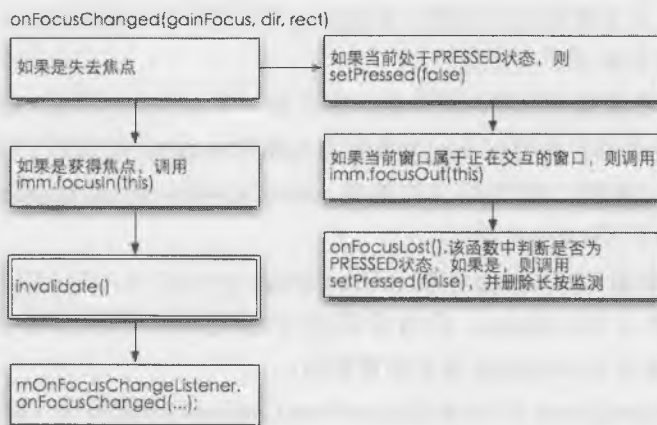 onFocusChanged(gainFocus, dir, rect)
如果是失去焦点
如果是获得焦点，调用
imm.focusIn(this)
invalidate()
mOnFocusChangeListener.
onFocusChanged(...);
如果当前处于PRESSED状态，则
setPressed(false)
如果当前窗口属于正在交互的窗口，则调用
imm.focusOut(this)
onFocusLost().该函数中判断是否为
PRESSED状态，如果是，则调用
setPressed(false)，并删除长按监测